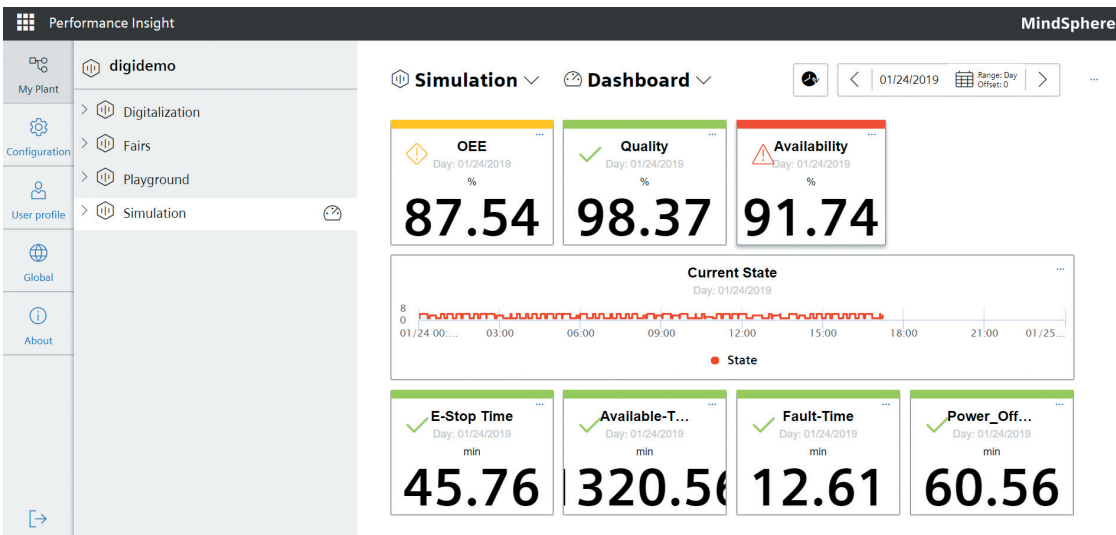 Performance Insight
MindSphere
My Plant
Configuration
User profile
Global
About
digidemo
Digitalization
Fairs
Playground
Simulation
Simulation
Dashboard
01/24/2019
Range: Day
Offset: 0
...
...
OEE
Day: 01/24/2019
%
87.54
...
Quality
Day: 01/24/2019
%
98.37
...
Availability
Day: 01/24/2019
%
91.74
...
Current State
Day: 01/24/2019
8
0
01/24 00:...
03:00
06:00
09:00
12:00
15:00
18:00
21:00
01/25...
State
...
E-Stop Time
Day: 01/24/2019
min
45.76
...
Available-T...
Day: 01/24/2019
min
1320.56
...
Fault-Time
Day: 01/24/2019
min
12.61
...
Power_Off...
Day: 01/24/2019
min
60.56